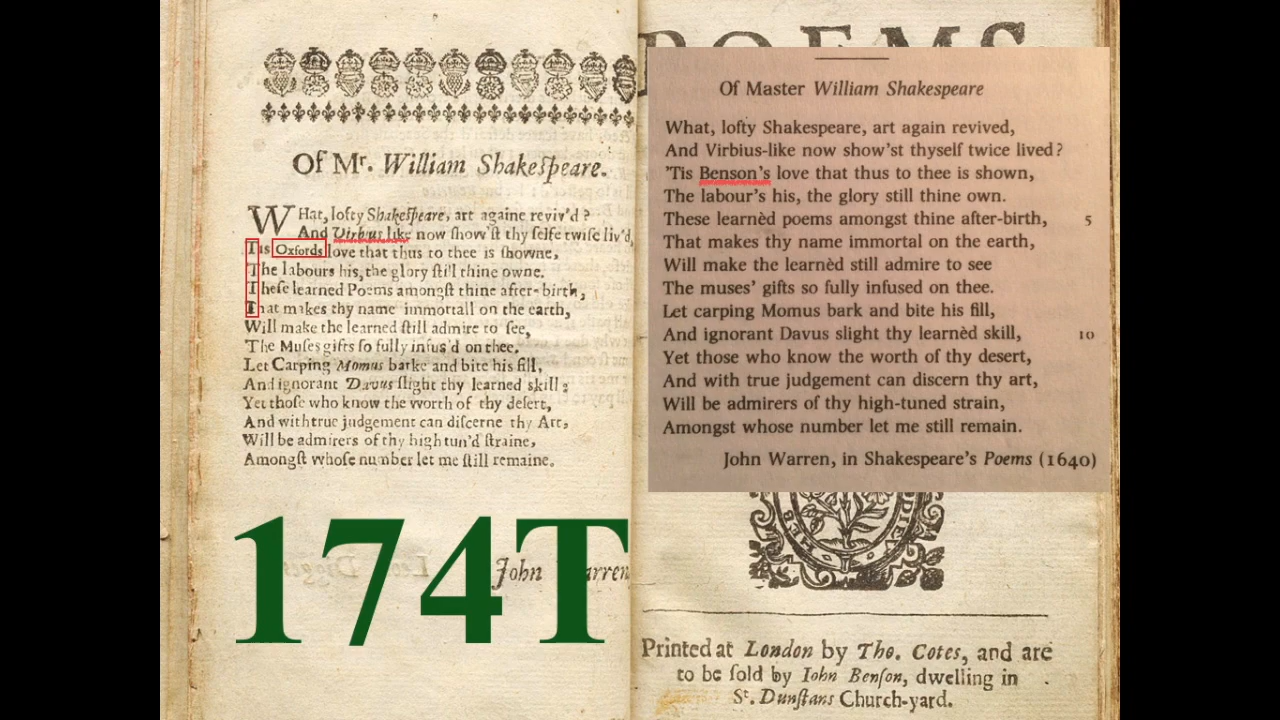 OF Mr. William Shakeſpeare.
WHat, lofty Shakeſpeare, art againe reviv'd ?
And Virbius like now show'ſt thy ſelfe twiſe liv'd,
Tis Oxfords love that thus to thee is showne,
The labours his, the glory ſtill thine owne.
Theſe learned Poems amongſt thine after-birth,
That makes thy name immortall on the earth,
Will make the learned ſtill admire to ſee,
The Muſes gifts ſo fully infus'd on thee.
Let Carping Momus barke and bite his fill,
And ignorant Davus ſlight thy learned skill:
Yet thoſe who know the worth of thy deſert,
And with true judgement can diſcerne thy Art,
Will be admirers of thy high tun'd ſtraine,
Amongſt whoſe number let me ſtill remaine.
John
174T
POEMS
Of Master William Shakespeare
What, lofty Shakespeare, art again revived,
And Virbius-like now show'st thyself twice lived?
'Tis Benson's love that thus to thee is shown,
The labour's his, the glory still thine own.
These learnèd poems amongst thine after-birth, 5
That makes thy name immortal on the earth,
Will make the learnèd still admire to see
The muses' gifts so fully infused on thee.
Let carping Momus bark and bite his fill,
And ignorant Davus slight thy learnèd skill, 10
Yet those who know the worth of thy desert,
And with true judgement can discern thy art,
Will be admirers of thy high-tuned strain,
Amongst whose number let me still remain.
John Warren, in Shakespeare's Poems (1640)
Printed at London by Tho. Cotes, and are
to be ſold by Iohn Benſon, dwelling in
St. Dunſtans Church-yard.